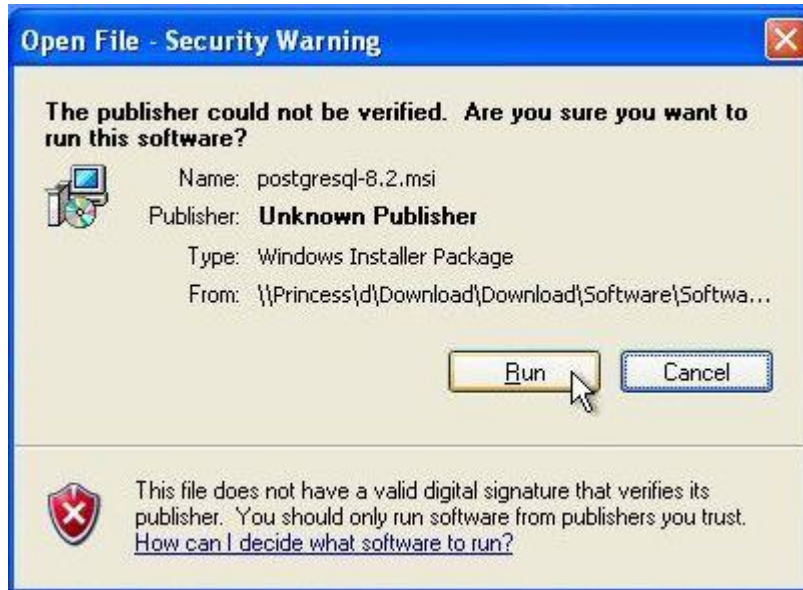 Open File - Security Warning
The publisher could not be verified. Are you sure you want to
run this software?
Name: postgresql-8.2.msi
Publisher: Unknown Publisher
Type: Windows Installer Package
From: \\Princess\d\Download\Download\Software\Softwa...
Run Cancel
This file does not have a valid digital signature that verifies its
publisher. You should only run software from publishers you trust.
How can I decide what software to run?